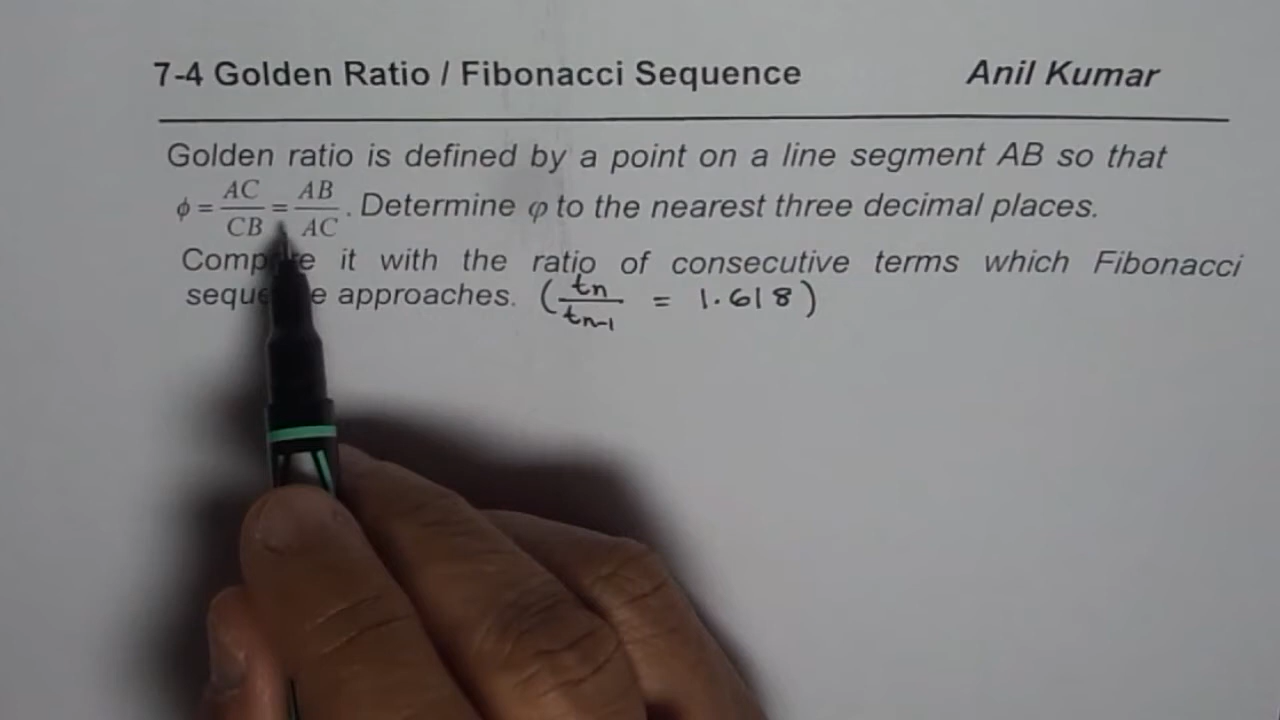 7-4 Golden Ratio / Fibonacci Sequence Anil Kumar
Golden ratio is defined by a point on a line segment AB so that
ϕ = AC/CB = AB/AC . Determine φ to the nearest three decimal places.
it with the ratio of consecutive terms which Fibonacci
approaches. (tn/tn-1 = 1.618)